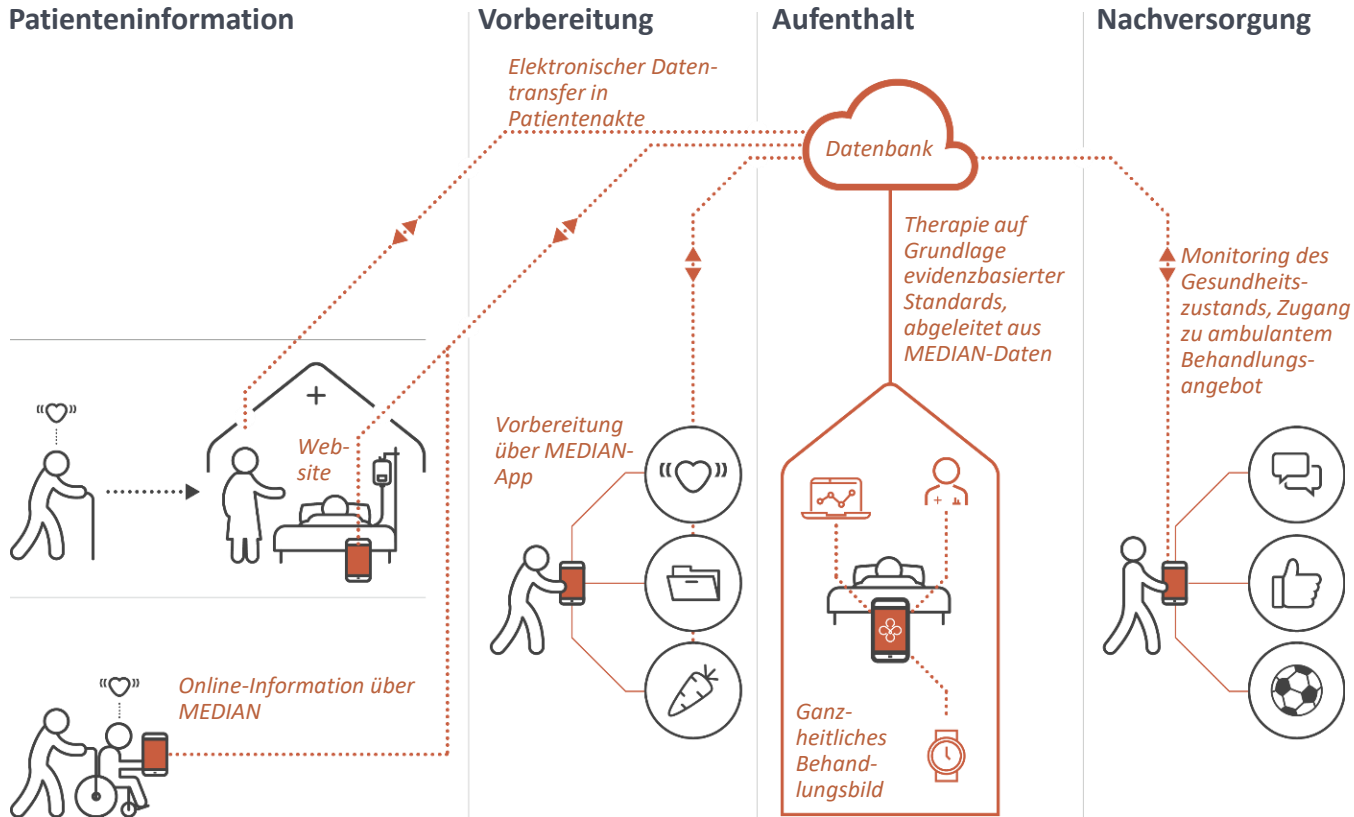 Patienteninformation
Vorbereitung
Aufenthalt
Nachversorgung
Elektronischer Daten-
transfer in
Patientenakte
Datenbank
Therapie auf
Grundlage
evidenzbasierter
Standards,
abgeleitet aus
MEDIAN-Daten
Monitoring des
Gesundheits-
zustands, Zugang
zu ambulantem
Behandlungs-
angebot
Web-
site
Vorbereitung
über MEDIAN-
App
Online-Information über
MEDIAN
Ganz-
heitliches
Behand-
lungsbild